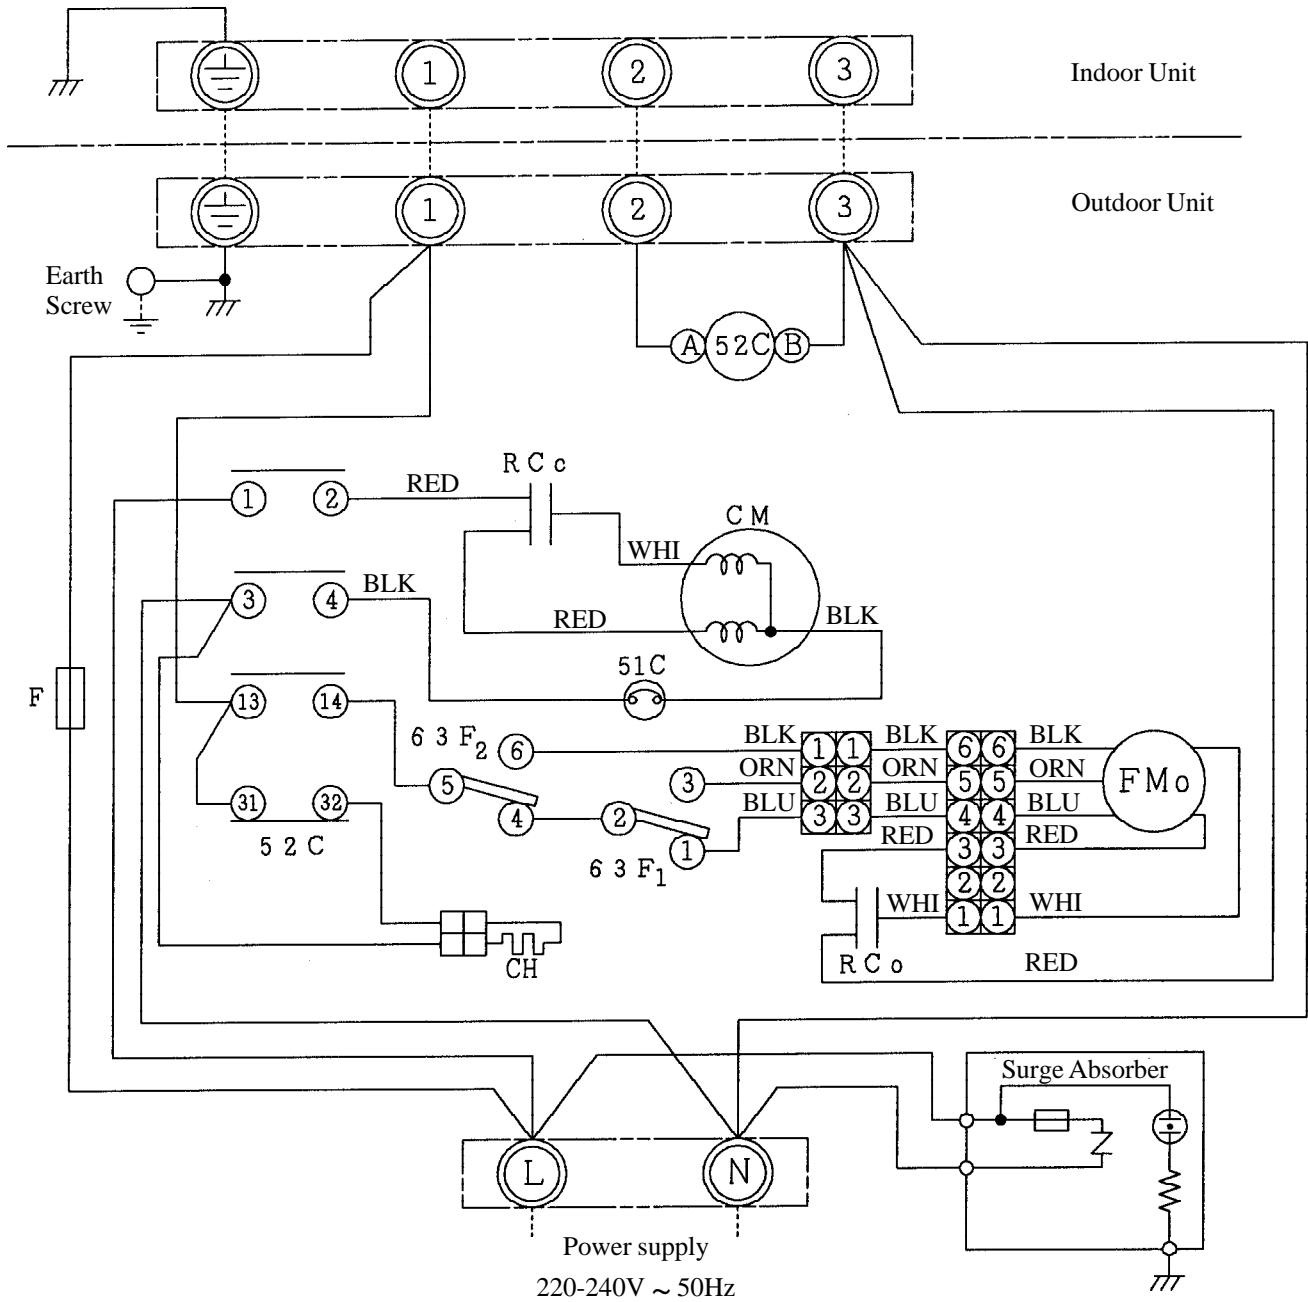 1 2 3 Indoor Unit
1 2 3 Outdoor Unit
Earth
Screw
A 52C B
RCc
1 2 RED
CM
WHI
3 4 BLK
RED BLK
51C
F
13 14
63F2 6 BLK 1 1 BLK 6 6 BLK
5 3 ORN 2 2 ORN 5 5 ORN FMo
31 32 4 2 BLU 3 3 BLU 4 4 BLU
52C
63F1 1 RED 3 3 RED
2 2
WHI 1 1 WHI
CH RCo RED
Surge Absorber
L N
Power supply
220-240V ~ 50Hz